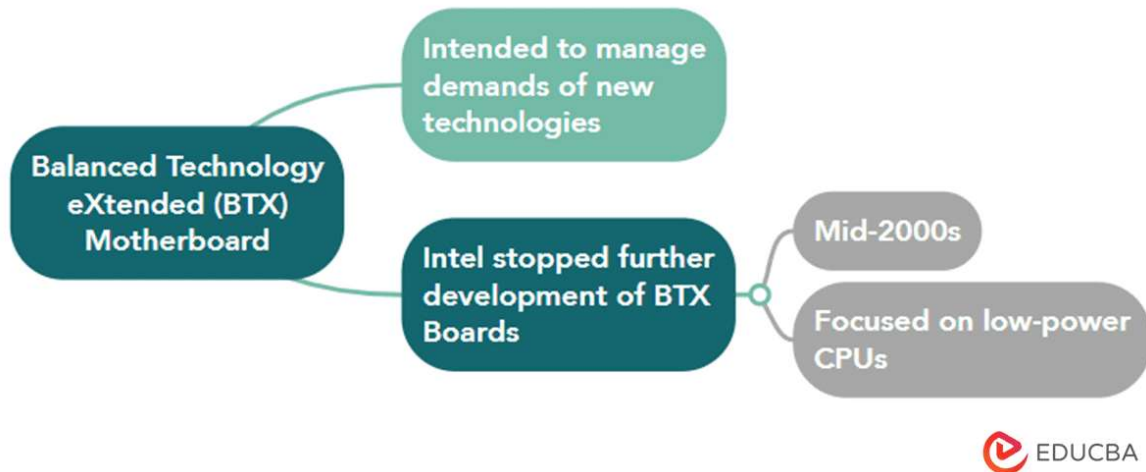 Balanced Technology
eXtended (BTX)
Motherboard
Intended to manage
demands of new
technologies
Intel stopped further
development of BTX
Boards
Mid-2000s
Focused on low-power
CPUs
EDUCBA